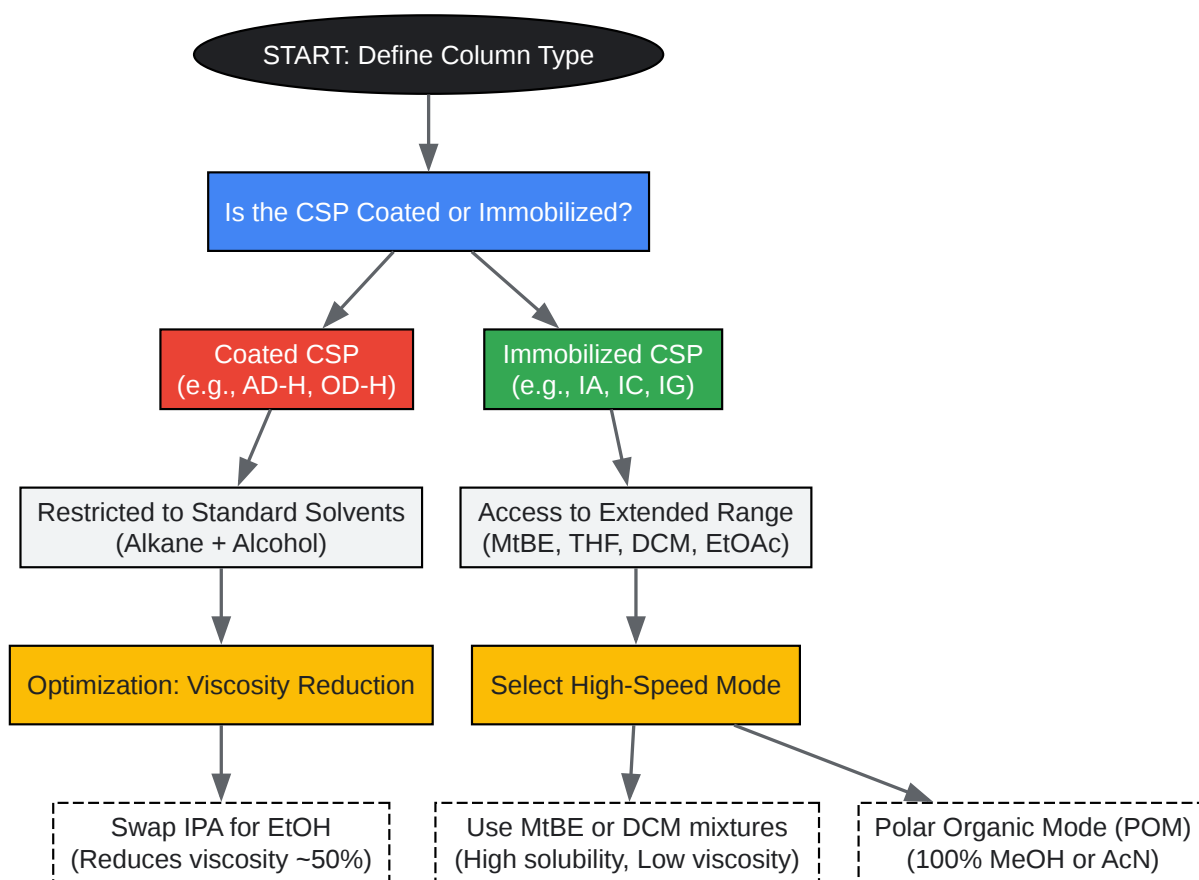 START: Define Column Type
Is the CSP Coated or Immobilized?
Coated CSP
(e.g., AD-H, OD-H)
Immobilized CSP
(e.g., IA, IC, IG)
Restricted to Standard Solvents
(Alkane + Alcohol)
Access to Extended Range
(MtBE, THF, DCM, EtOAc)
Optimization: Viscosity Reduction
Select High-Speed Mode
Swap IPA for EtOH
(Reduces viscosity ~50%)
Use MtBE or DCM mixtures
(High solubility, Low viscosity)
Polar Organic Mode (POM)
(100% MeOH or AcN)